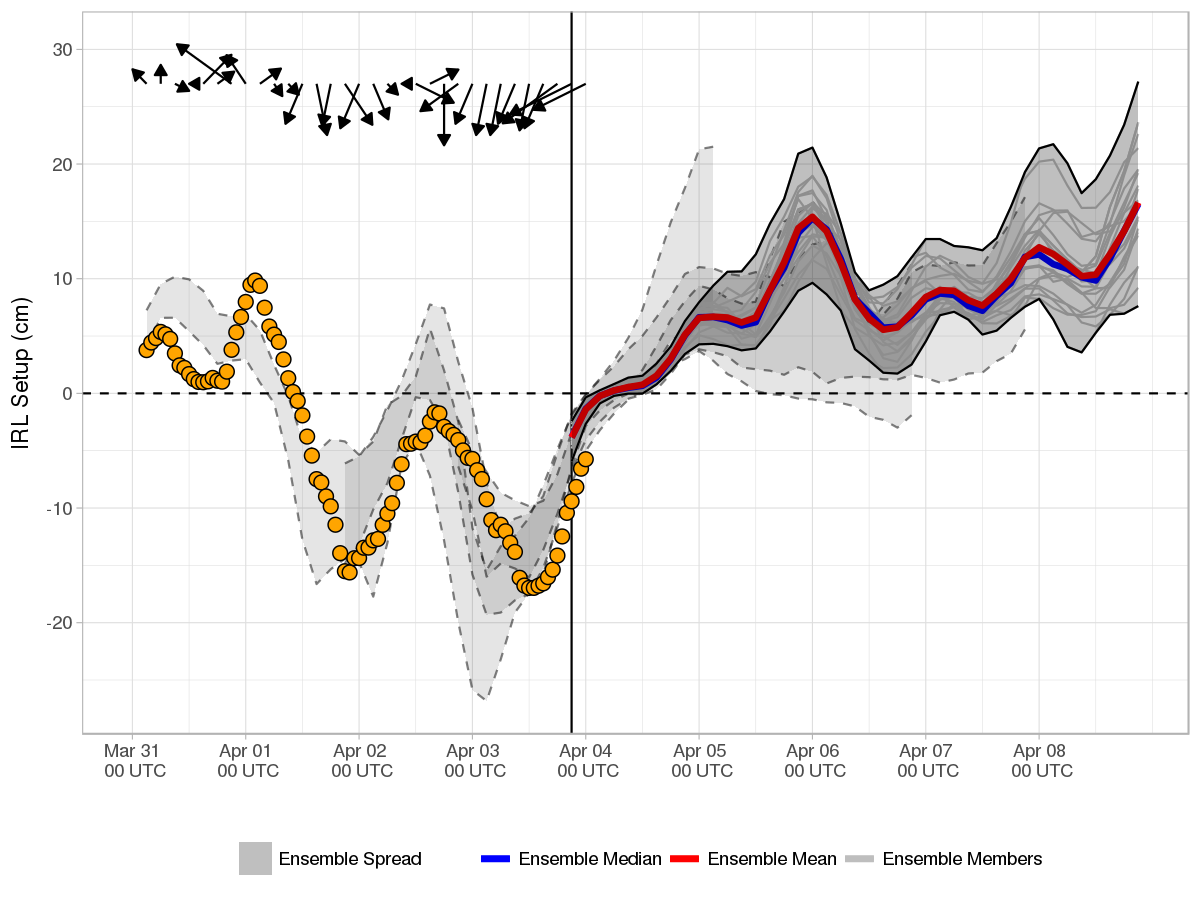 30
20
10
0
-10
-20
IRL Setup (cm)
Mar 31 Apr 01 Apr 02 Apr 03 Apr 04 Apr 05 Apr 06 Apr 07 Apr 08
00 UTC 00 UTC 00 UTC 00 UTC 00 UTC 00 UTC 00 UTC 00 UTC 00 UTC
Ensemble Spread Ensemble Median Ensemble Mean Ensemble Members